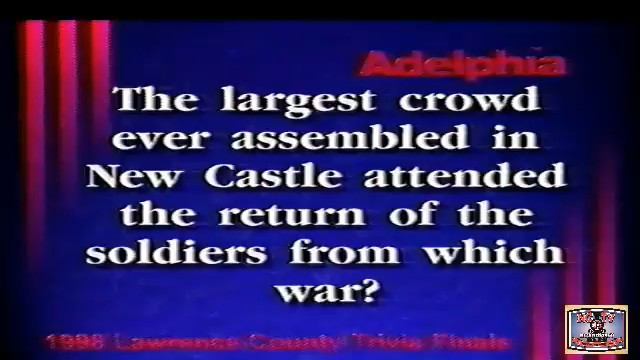 Adelphia
The largest crowd
ever assembled in
New Castle attended
the return of the
soldiers from which
war?
1998 Lawrence County Trivia Finals